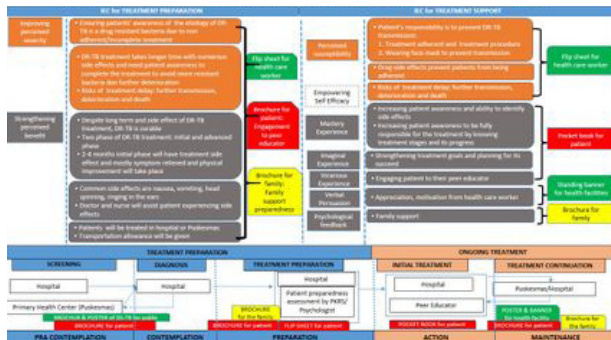 IEC for TREATMENT PREPARATION
Improving
perceived
severity
• Ensuring patients' awareness of the etiology of DR-
TB is a drug resistant bacteria due to non
adherent/incomplete treatment
• DR-TB treatment takes longer time with numerous
side effects and need patient awareness to
complete the treatment to avoid more resistant
bacteria dan further deterioration
• Risks of treatment delay: further transmission,
deterioration and death
Flip sheet for
health care
worker
Strengthening
perceived
benefit
• Despite long term and side effect of DR-TB
treatment, DR-TB is curable
• Two phase of DR-TB treatment: initial and advanced
phase
• 2-4 months initial phase will have treatment side
effect and mostly symptom relieved and physical
improvement will take place
• Common side effects are nausea, vomiting, head
spinning, ringing in the ears
• Doctor and nurse will assist patient experiencing side
effects
• Patients will be treated in hospital or Puskesmas
• Transportation allowance will be given
Brochure for
patient:
Engagement
to peer
educator
Brochure for
family:
Family
support
preparedness
IEC for TREATMENT SUPPORT
Perceived
susceptibility
• Patient's responsibility is to prevent DR-TB
transmission:
1. Treatment adherent and treatment procedure
2. Wearing face mask to prevent transmission
• Drug side effects prevent patients from being
adherent
• Risks of treatment delay: further transmission,
deterioration and death
Flip sheet for
health care worker
Empowering
Self Efficacy
Mastery
Experience
Imaginal
Experience
Vicarious
Experience
Verbal
Persuasion
Psychological
feedback
• Increasing patient awareness and ability to identify
side effects
• Increasing patient awareness to be fully
responsible for the treatment by knowing
treatment stages and its progress
• Strengthening treatment goals and planning for its
success
• Engaging patient to their peer educator
• Appreciation, motivation from health care worker
• Family support
Pocket book for
patient
Standing banner
for health facilities
Brochure for
family
TREATMENT PREPARATION
ONGOING TREATMENT
SCREENING
DIAGNOSIS
TREATMENT PREPARATION
INITIAL TREATMENT
TREATMENT CONTINUATION
Hospital
Primary Health Center (Puskesmas)
Hospital
Hospital
Patient preparedness
assessment by PKRS/
Psychologist
Hospital
Peer Educator
Puskesmas/Hospital
BROCHURE for patient
BROCHURE
for the family
BROCHURE for patient
FLIP SHEET for patient
POCKET BOOK for patient
POSTER & BANNER
for health facility
BROCHURE for patient
Brochure for
the family
PRA CONTEMPLATION
CONTEMPLATION
PREPARATION
ACTION
MAINTENANCE